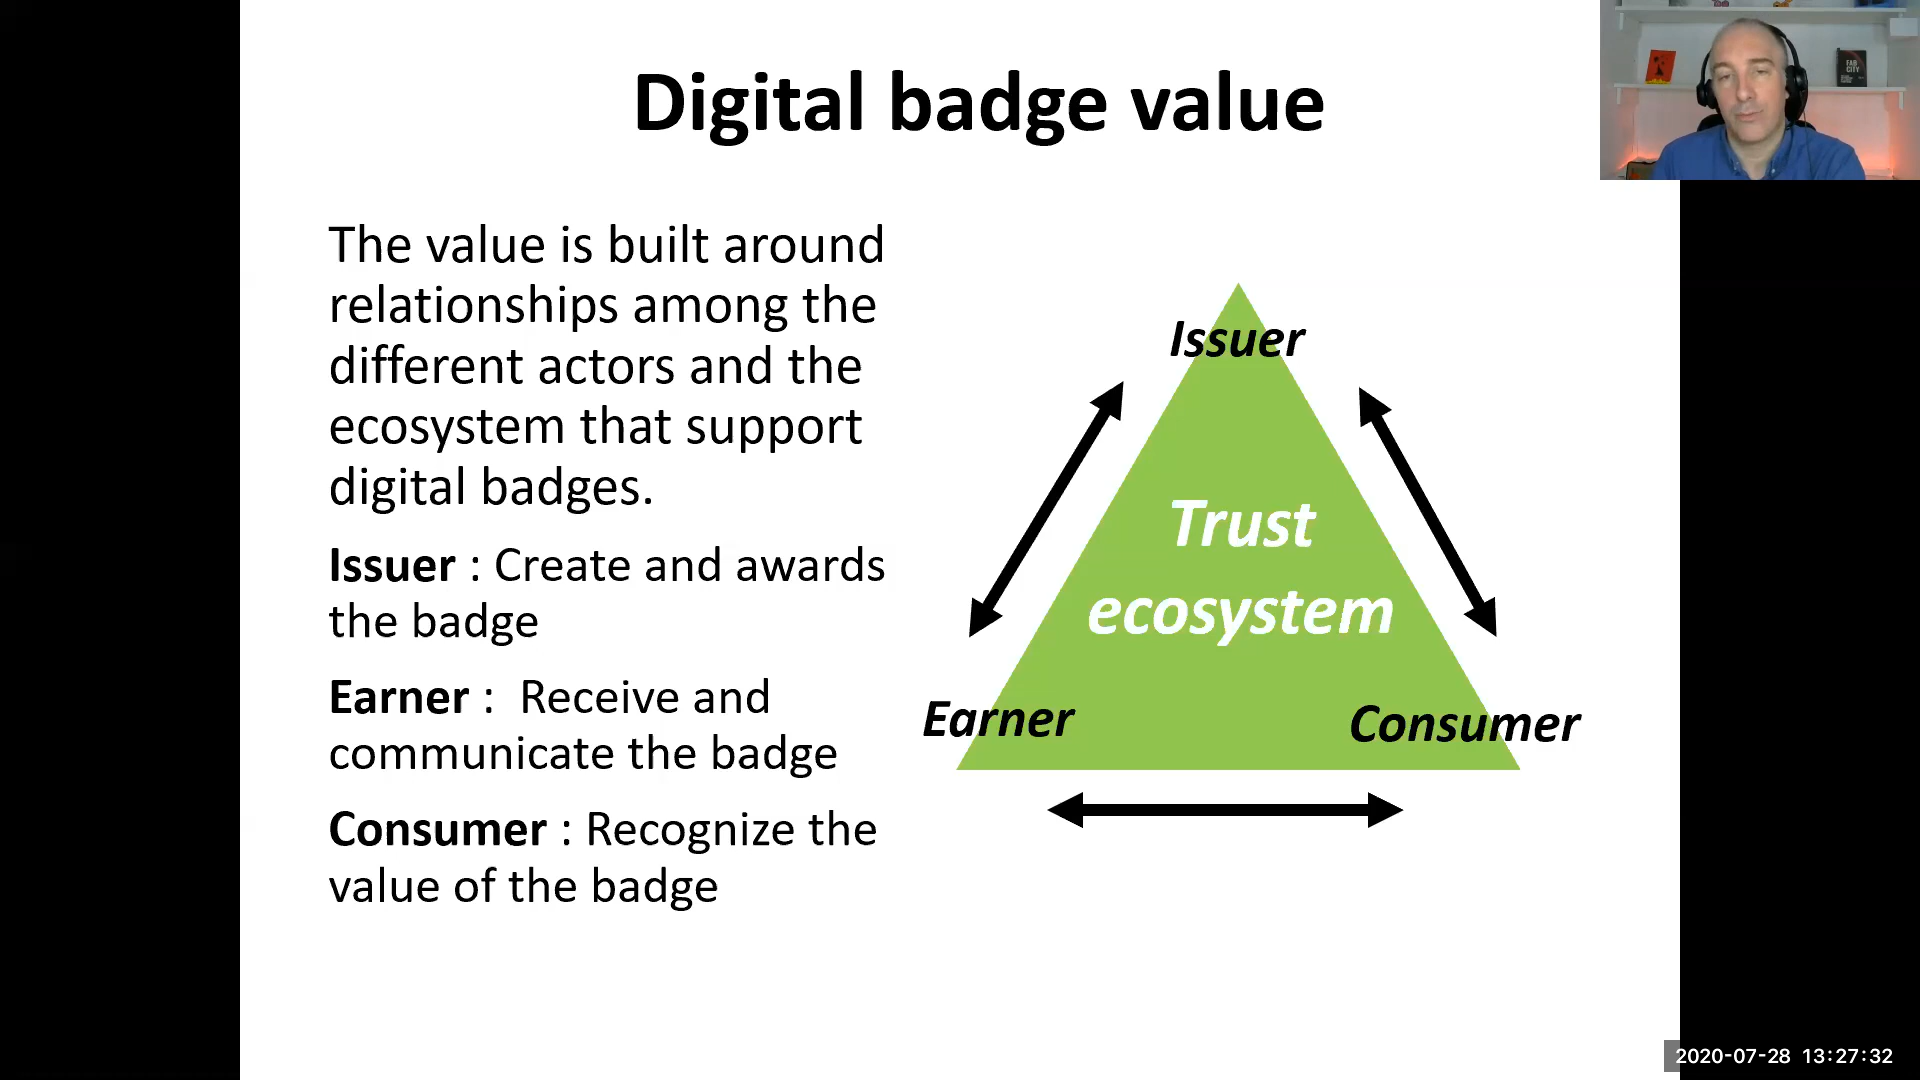 Digital badge value
The value is built around
relationships among the
different actors and the
ecosystem that support
digital badges.
Issuer : Create and awards
the badge
Earner :  Receive and
communicate the badge
Consumer : Recognize the
value of the badge
Issuer
Trust
ecosystem
Earner
Consumer
FAB
CITY
2020-07-28 13:27:32